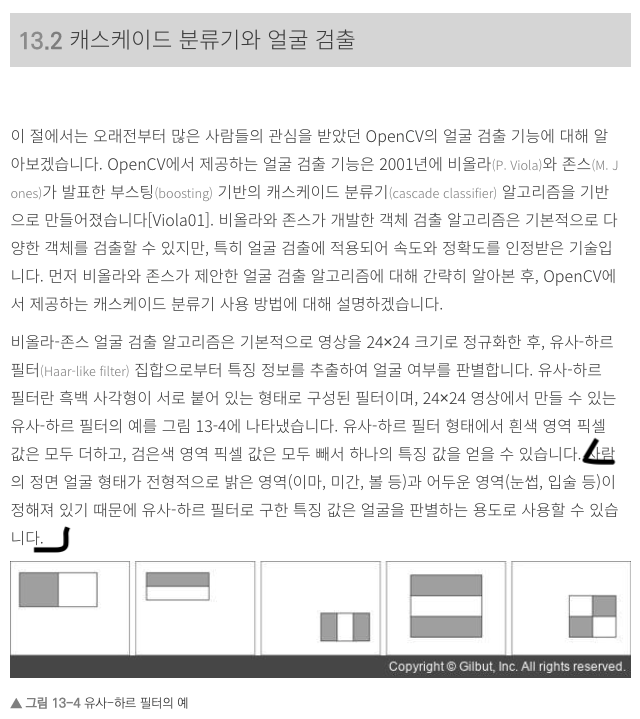 13.2 캐스케이드 분류기와 얼굴 검출
이 절에서는 오래전부터 많은 사람들의 관심을 받았던 OpenCV의 얼굴 검출 기능에 대해 알
아보겠습니다. OpenCV에서 제공하는 얼굴 검출 기능은 2001년에 비올라(P. Viola)와 존스(M. J
ones)가 발표한 부스팅(boosting) 기반의 캐스케이드 분류기(cascade classifier) 알고리즘을 기반
으로 만들어졌습니다[Viola01]. 비올라와 존스가 개발한 객체 검출 알고리즘은 기본적으로 다
양한 객체를 검출할 수 있지만, 특히 얼굴 검출에 적용되어 속도와 정확도를 인정받은 기술입
니다. 먼저 비올라와 존스가 제안한 얼굴 검출 알고리즘에 대해 간략히 알아본 후, OpenCV에
서 제공하는 캐스케이드 분류기 사용 방법에 대해 설명하겠습니다.
비올라-존스 얼굴 검출 알고리즘은 기본적으로 영상을 24×24 크기로 정규화한 후, 유사-하르
필터(Haar-like filter) 집합으로부터 특징 정보를 추출하여 얼굴 여부를 판별합니다. 유사-하르
필터란 흑백 사각형이 서로 붙어 있는 형태로 구성된 필터이며, 24×24 영상에서 만들 수 있는
유사-하르 필터의 예를 그림 13-4에 나타냈습니다. 유사-하르 필터 형태에서 흰색 영역 픽셀
값은 모두 더하고, 검은색 영역 픽셀 값은 모두 빼서 하나의 특징 값을 얻을 수 있습니다. 사람
의 정면 얼굴 형태가 전형적으로 밝은 영역(이마, 미간, 볼 등)과 어두운 영역(눈썹, 입술 등)이
정해져 있기 때문에 유사-하르 필터로 구한 특징 값은 얼굴을 판별하는 용도로 사용할 수 있습
니다.
Copyright © Gilbut, Inc. All rights reserved.
▲ 그림 13-4 유사-하르 필터의 예